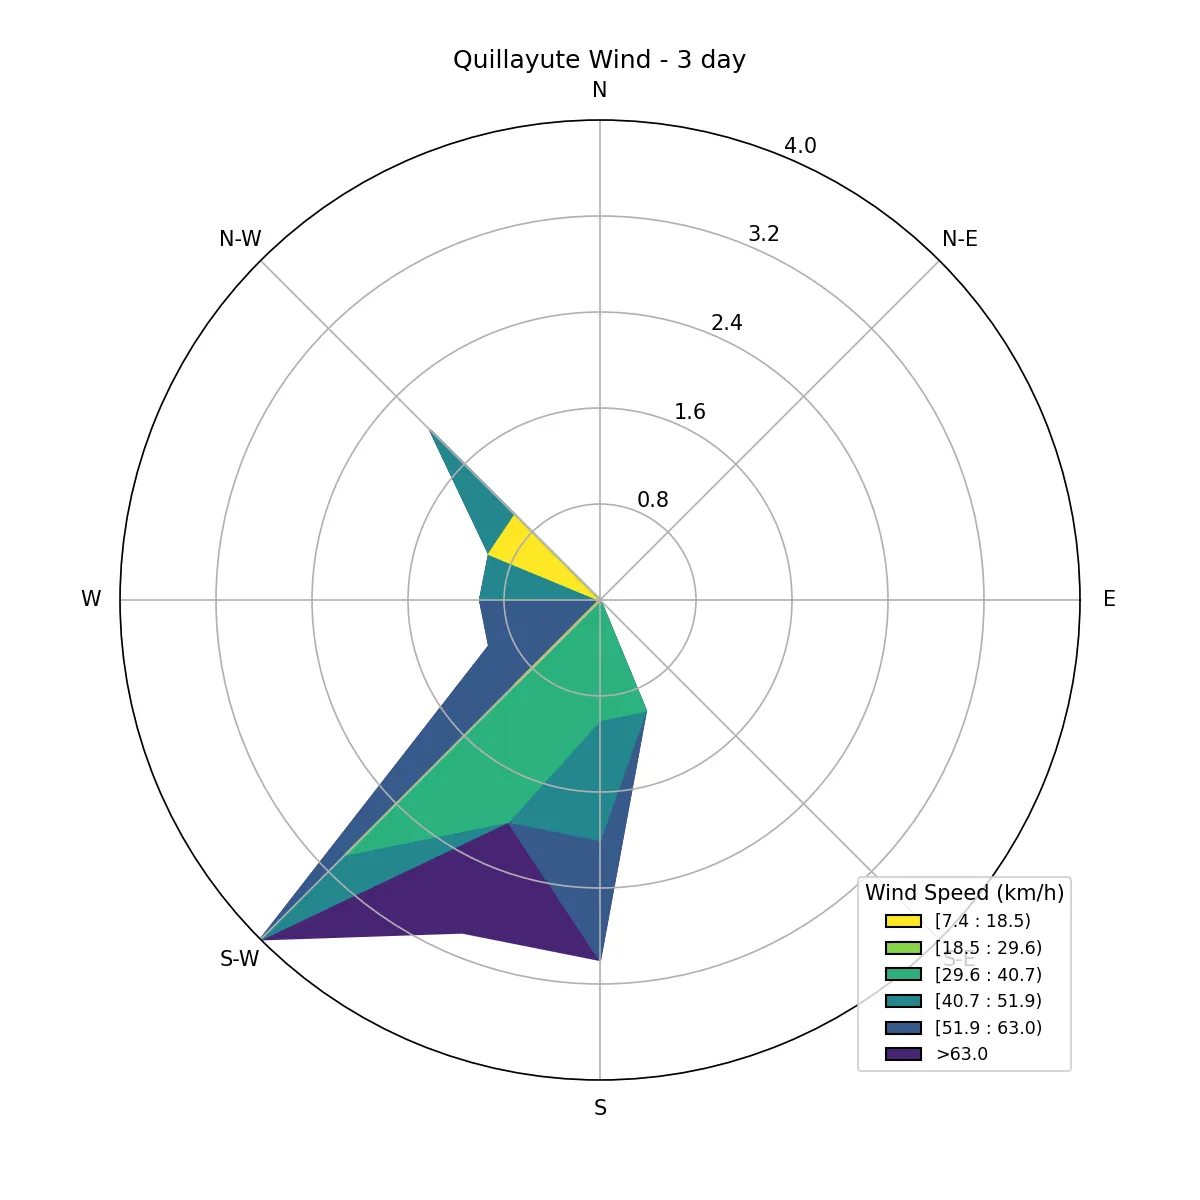 Quillayute Wind - 3 day
N
4.0
N-W
3.2
N-E
2.4
1.6
0.8
W
E
S-W
S-E
Wind Speed (km/h)
[7.4 : 18.5)
[18.5 : 29.6)
[29.6 : 40.7)
[40.7 : 51.9)
[51.9 : 63.0)
>63.0
S